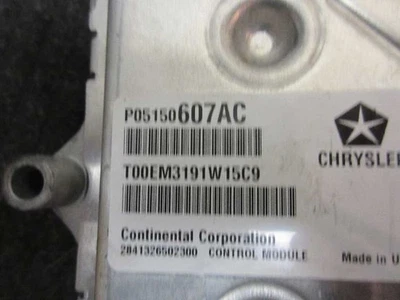 P05150607AC
CHRYSLER
T00EM3191W15C9
Continental Corporation
2841326502300 CONTROL MODULE
Made in U